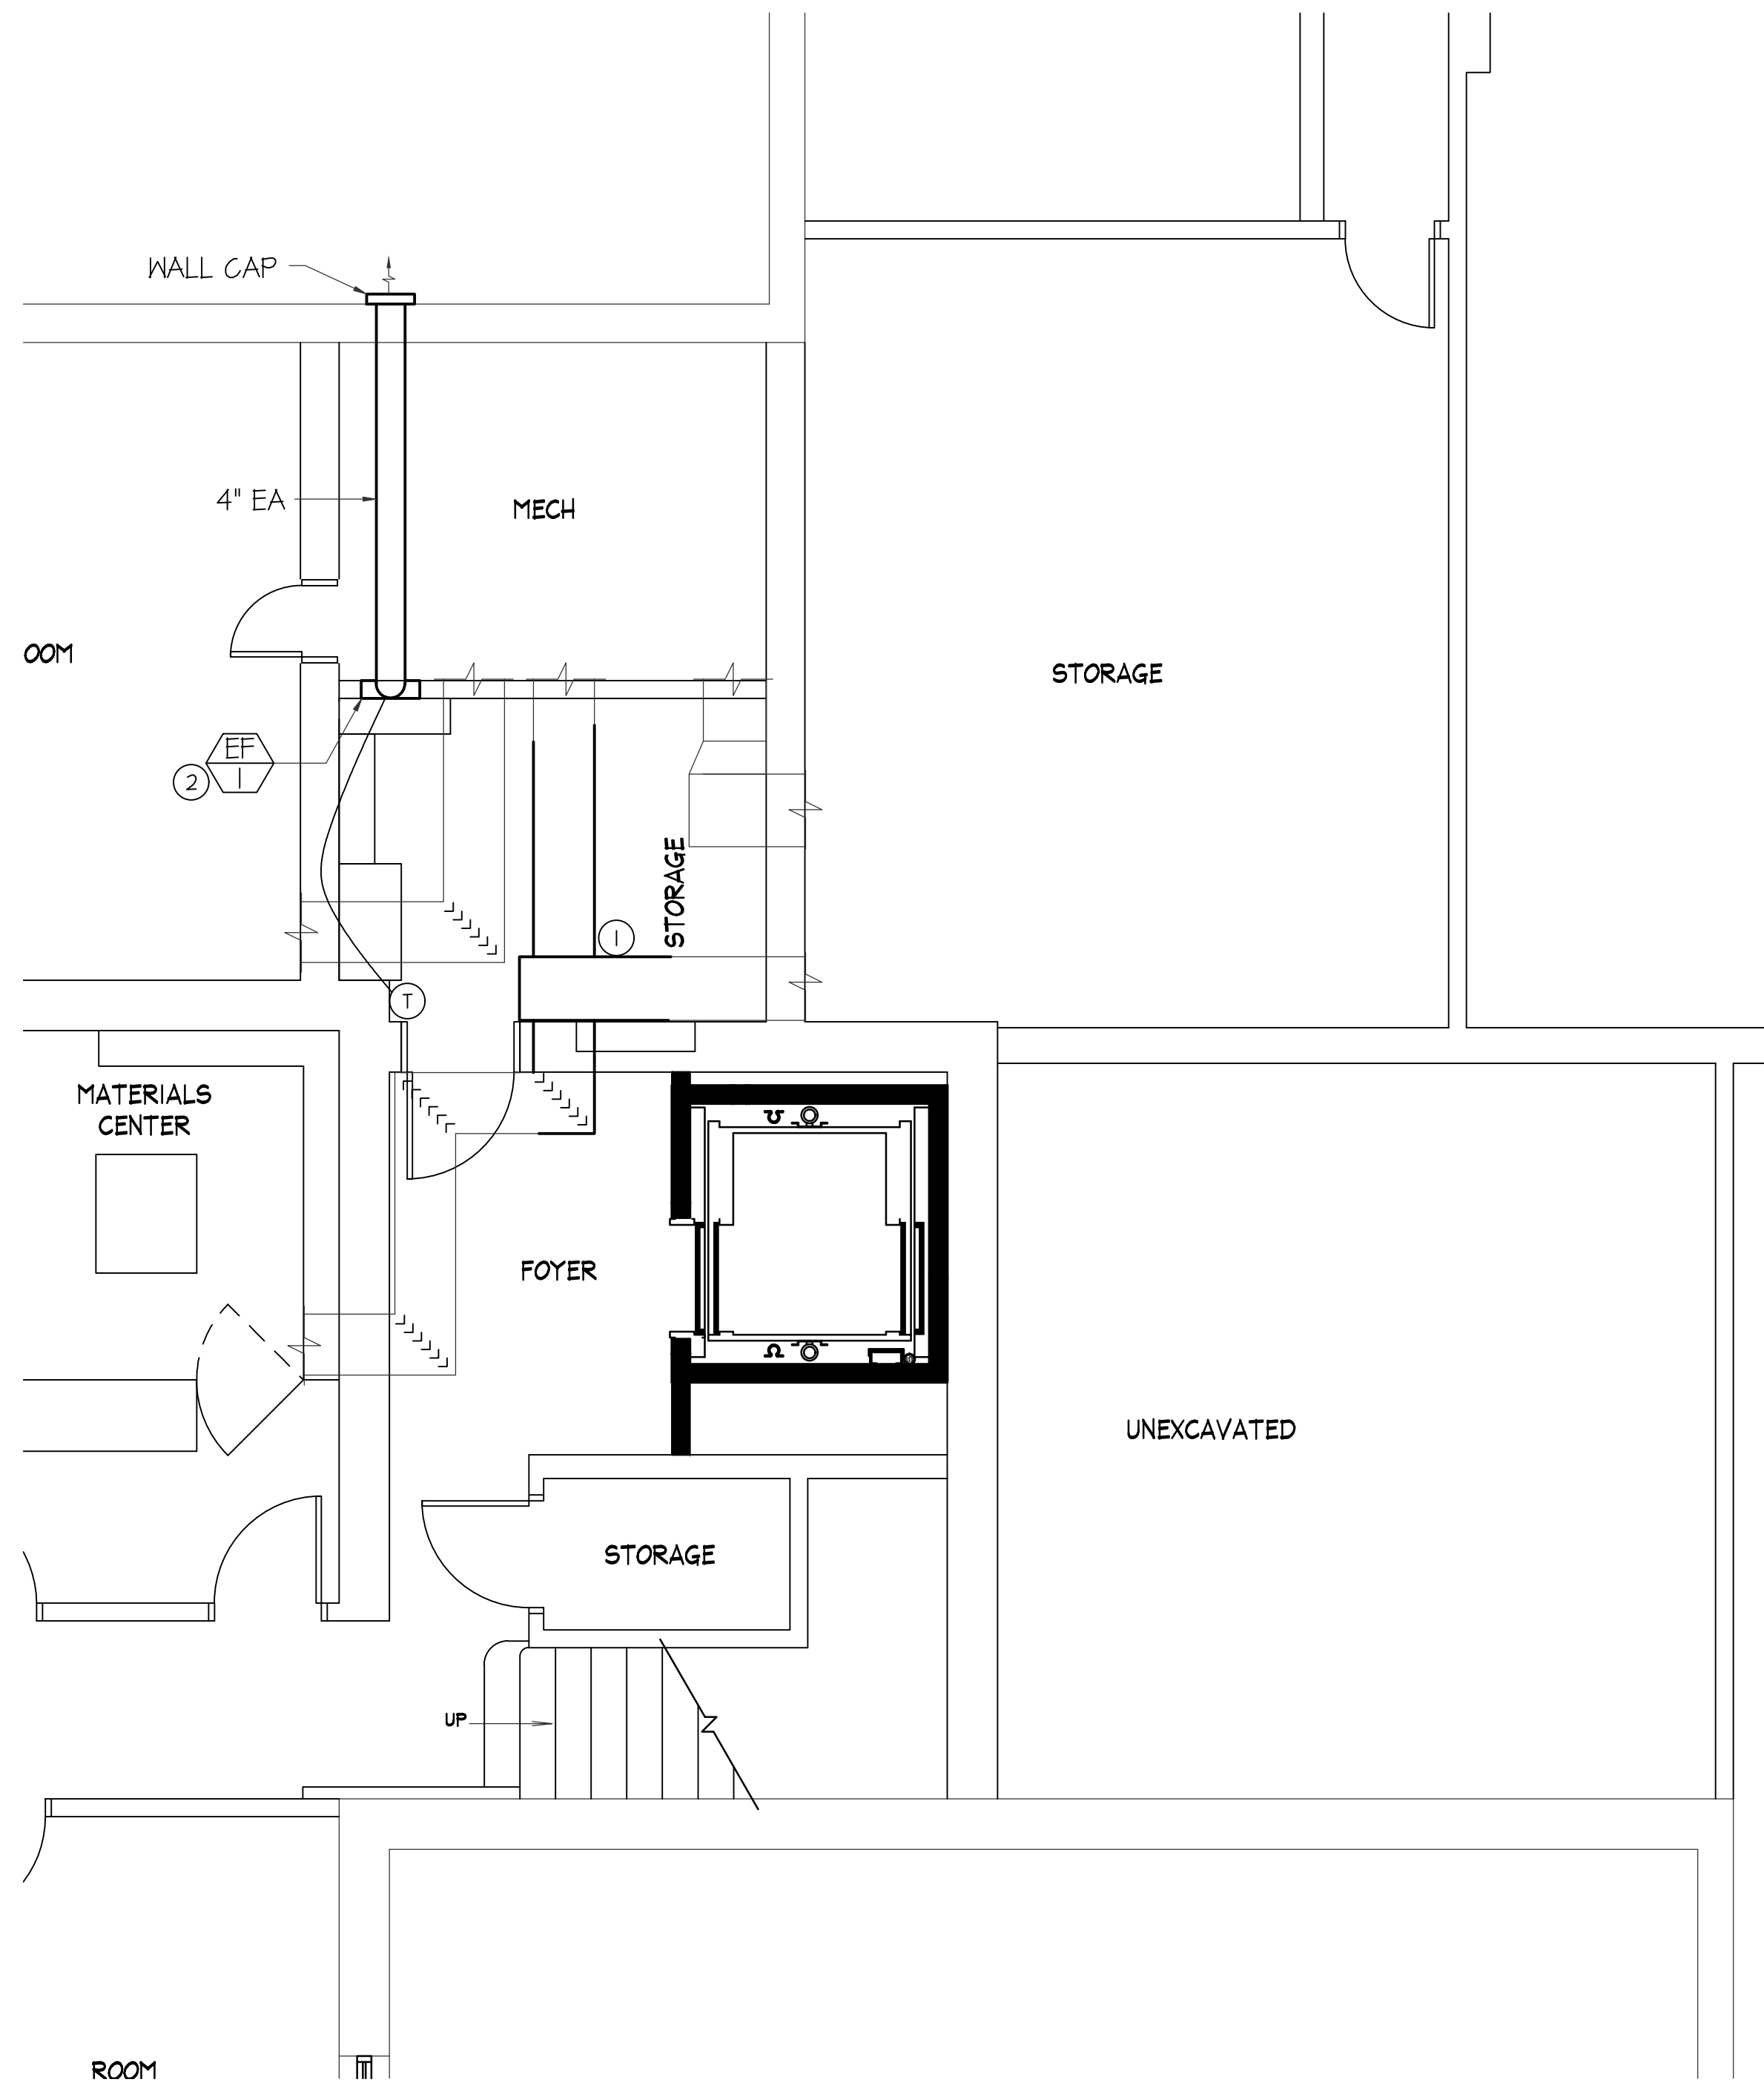 WALL CAP
4" EA
MECH
OOM
STORAGE
EF
1
2
STORAGE
1
T
MATERIALS
CENTER
FOYER
UNEXCAVATED
STORAGE
UP
ROOM